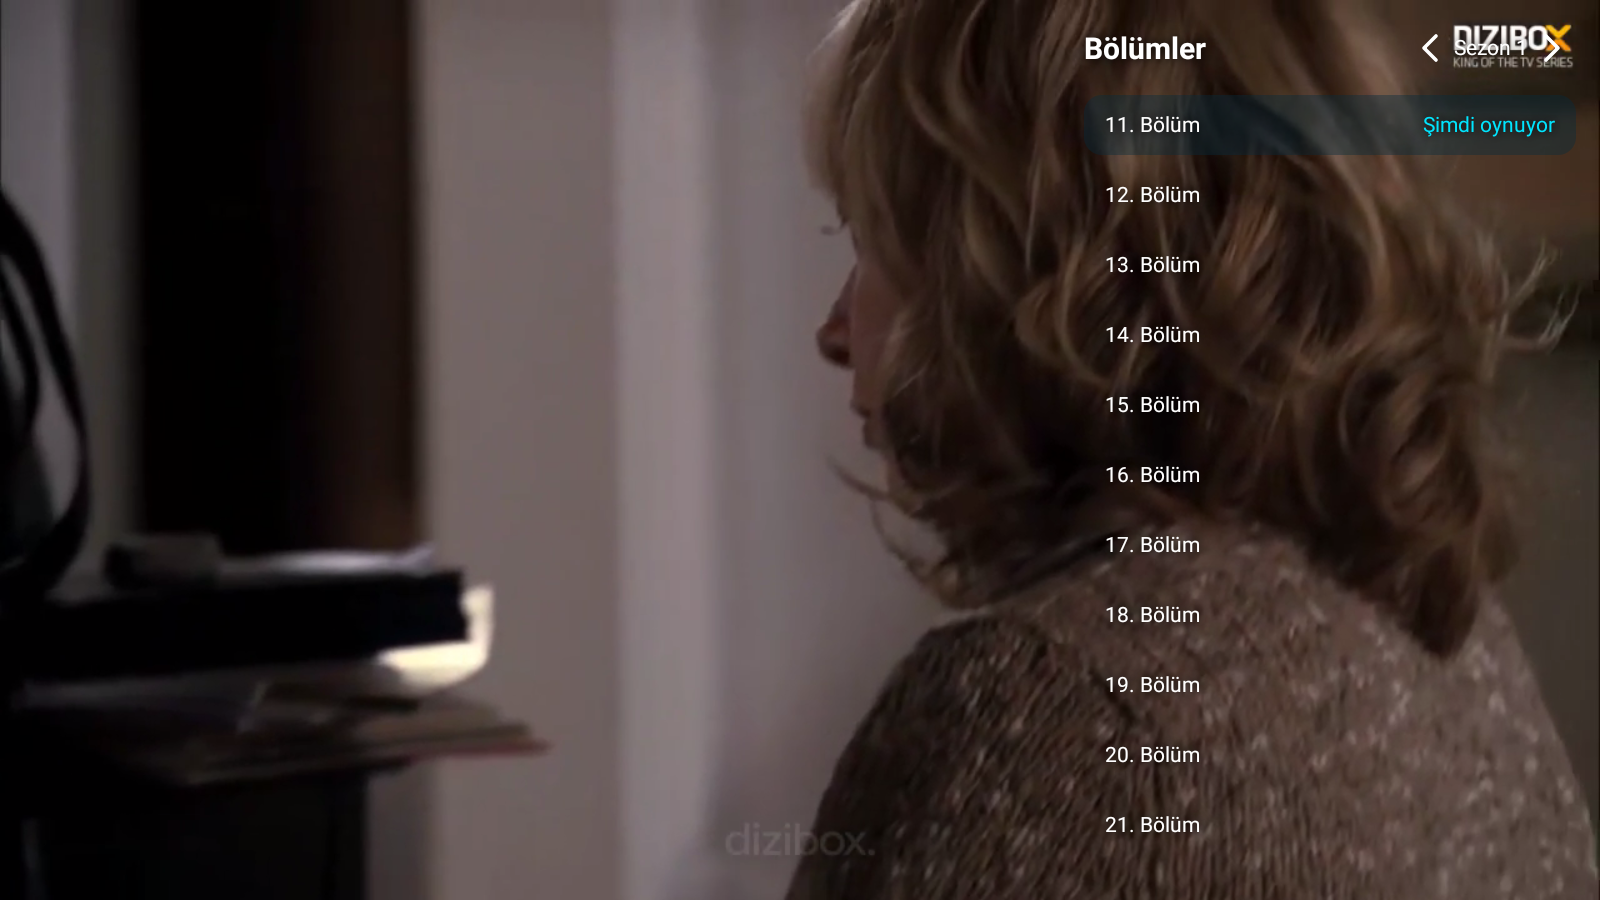 Bölümler
Sezon 1
DIZIBOX
KING OF THE TV SERIES
11. Bölüm Şimdi oynuyor
12. Bölüm
13. Bölüm
14. Bölüm
15. Bölüm
16. Bölüm
17. Bölüm
18. Bölüm
19. Bölüm
20. Bölüm
21. Bölüm
dizibox.